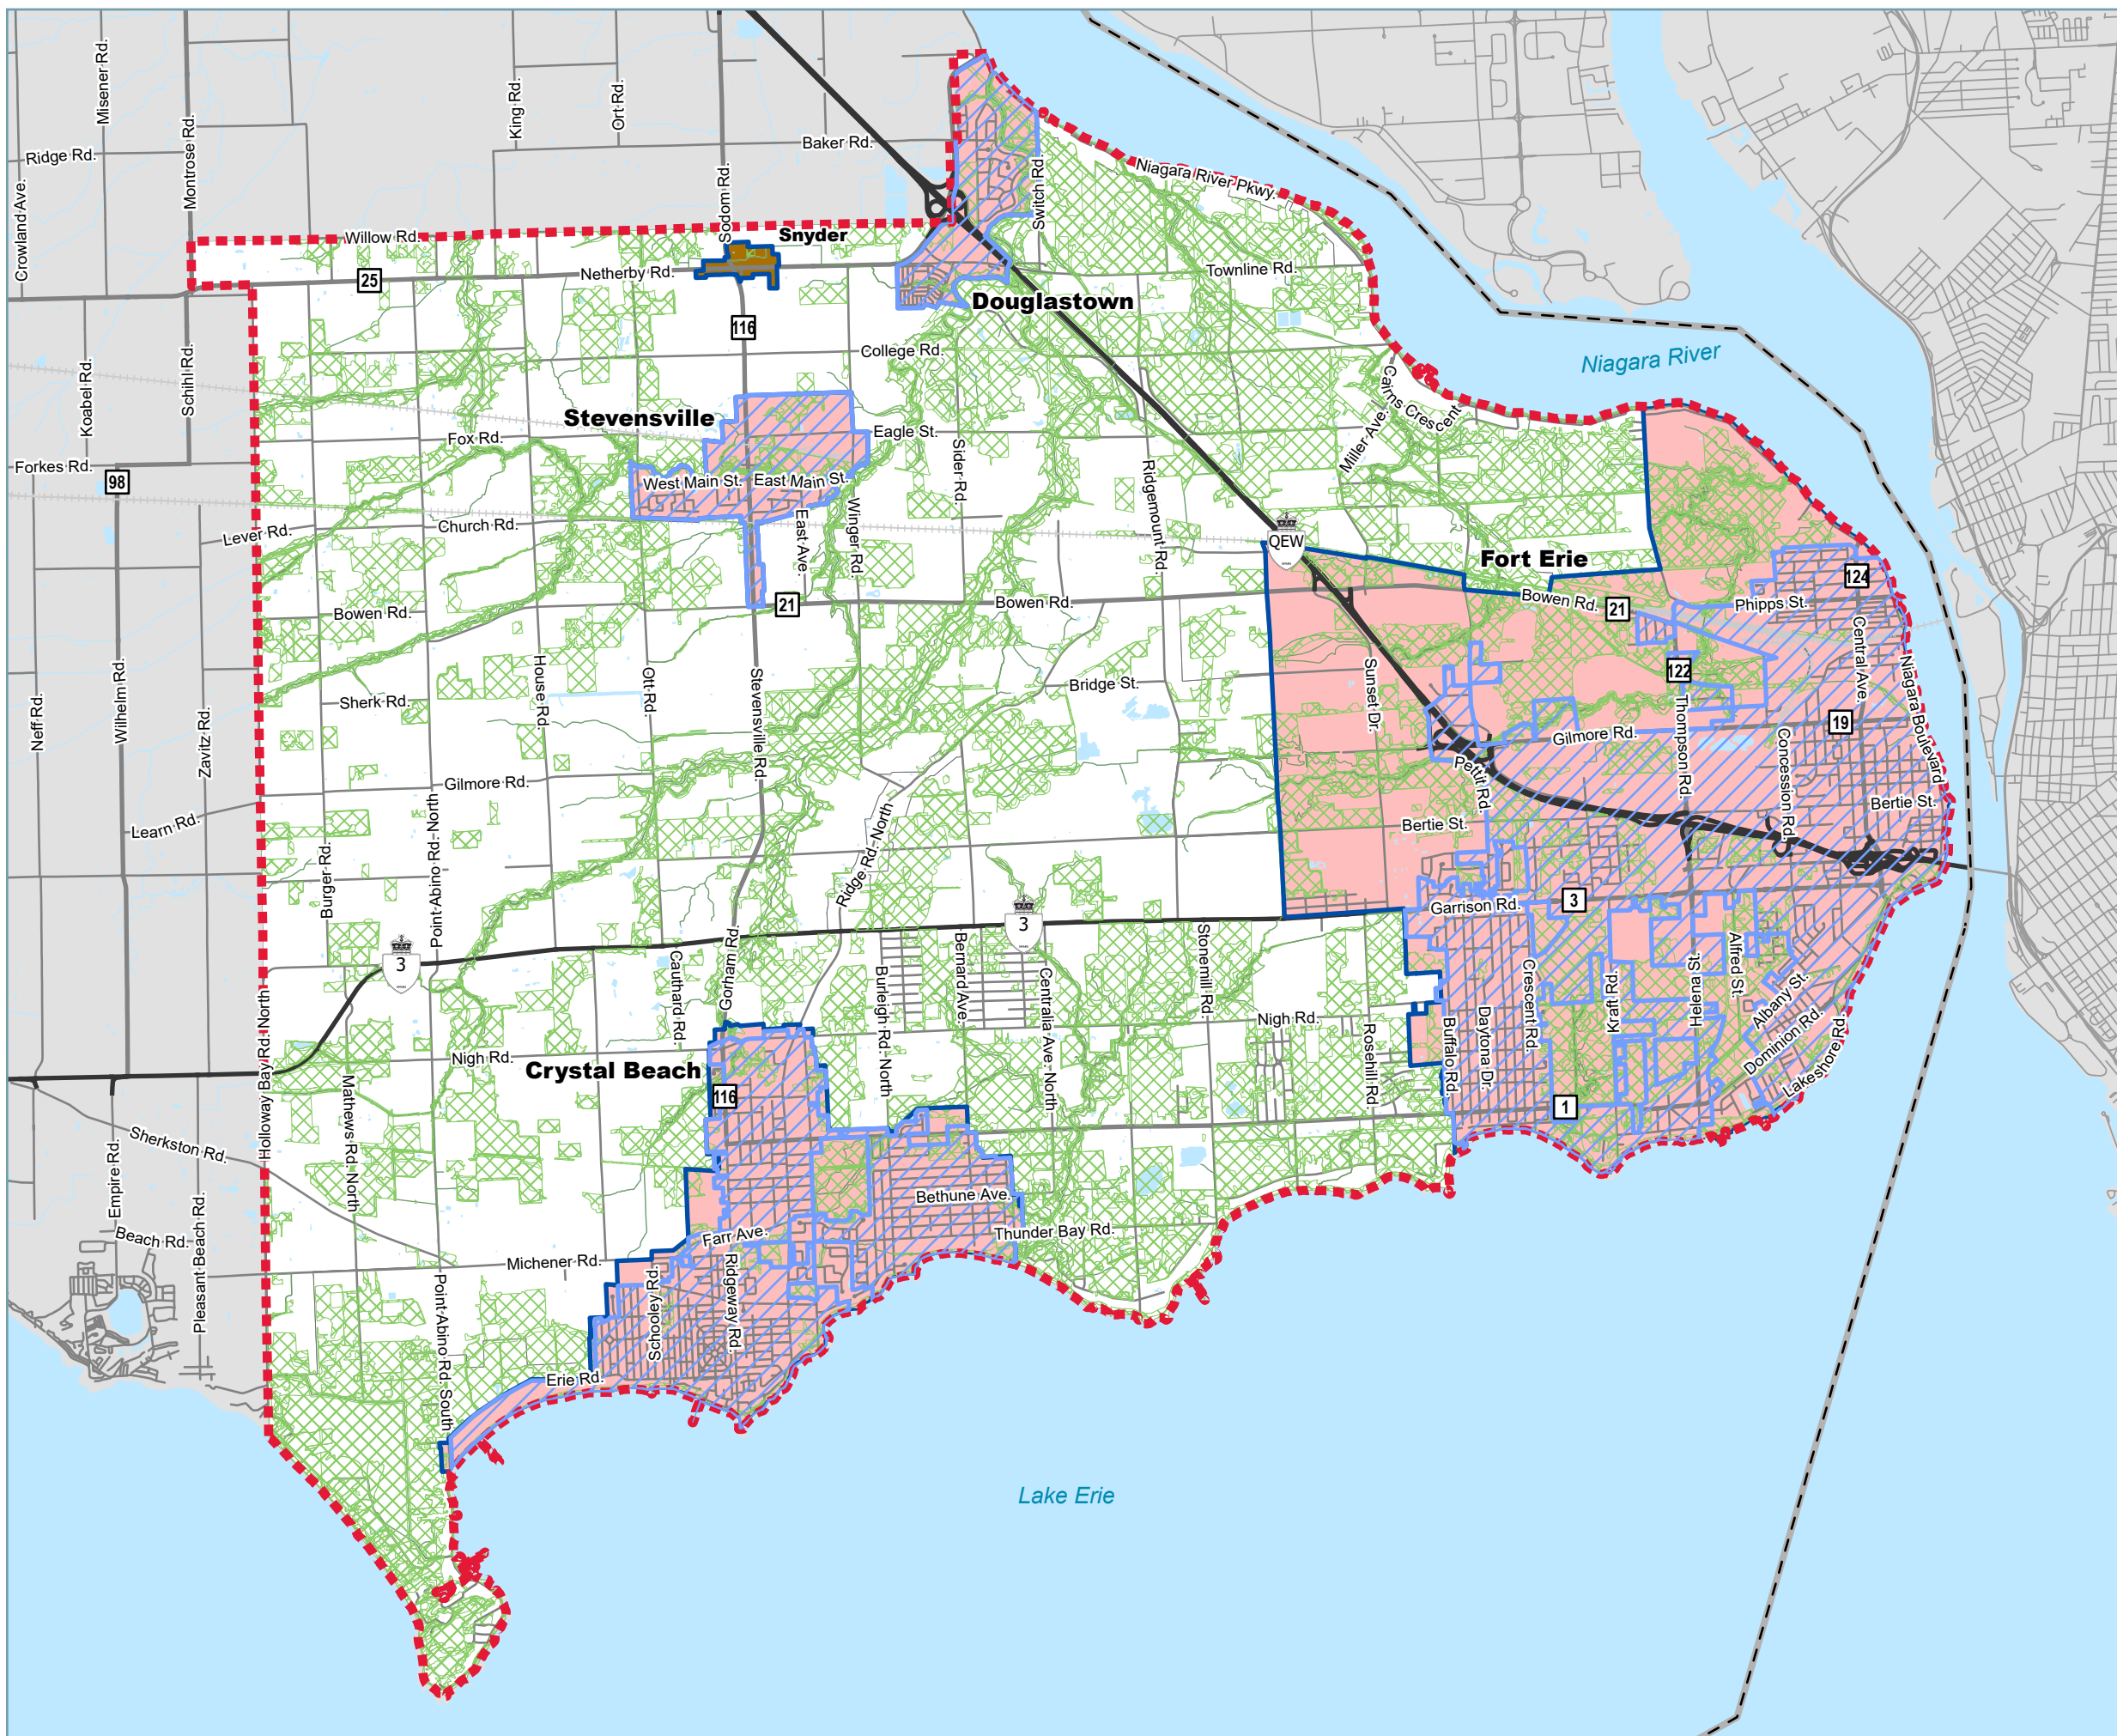 Misener Rd.
King Rd.
Ort Rd.
Baker Rd.
Ridge Rd.
Montrose Rd.
Crowland Ave.
Sodom Rd.
Switch Rd.
Niagara River Pkwy.
Willow Rd.
Snyder
25
Netherby Rd.
Townline Rd.
Douglastown
116
College Rd.
Niagara River
Koabel Rd.
Schihl Rd.
Cairns Crescent
Stevensville
Miller Ave.
Fox Rd.
Eagle St.
Sider Rd.
Forkes Rd.
98
West Main St.
East Main St.
Ridgemount Rd.
Lever Rd.
Church Rd.
East Ave.
Winger Rd.
QEW
Fort Erie
124
Bowen Rd.
21
Bowen Rd.
Bowen Rd.
21
Phipps St.
Central Ave.
Neff Rd.
Wilhelm Rd.
Zavitz Rd.
Sherk Rd.
House Rd.
Ott Rd.
Stevensville Rd.
Bridge St.
Sunset Dr.
122
Thompson Rd.
Niagara Boulevard
19
Gilmore Rd.
Concession Rd.
Pettit Rd.
Gilmore Rd.
Learn Rd.
Point Abino Rd. North
Ridge Rd. North
Bertie St.
Bertie St.
Burger Rd.
Garrison Rd.
3
3
3
Holloway Bay Rd. North
Cauthard Rd.
Gorham Rd.
Burleigh Rd. North
Bernard Ave.
Centralia Ave. North
Stonemill Rd.
Nigh Rd.
Rosehill Rd.
Buffalo Rd.
Daytona Dr.
Crescent Rd.
Kraft Rd.
Helena St.
Alfred St.
Albany St.
Dominion Rd.
Lakeshore Rd.
Nigh Rd.
Crystal Beach
116
1
Mathews Rd. North
Sherkston Rd.
Empire Rd.
Pleasant Beach Rd.
Beach Rd.
Bethune Ave.
Farr Ave.
Thunder Bay Rd.
Michener Rd.
Schooley Rd.
Ridgeway Rd.
Point Abino Rd. South
Erie Rd.
Lake Erie